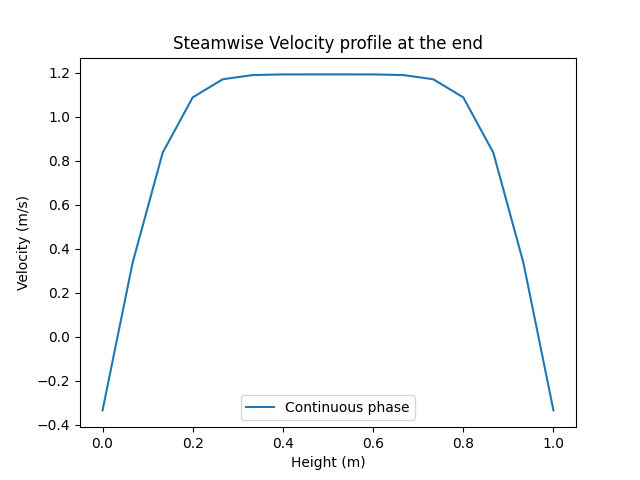 Steamwise Velocity profile at the end
1.2
1.0
0.8
0.6
0.4
0.2
0.0
−0.2
−0.4
Velocity (m/s)
Continuous phase
0.0 0.2 0.4 0.6 0.8 1.0
Height (m)